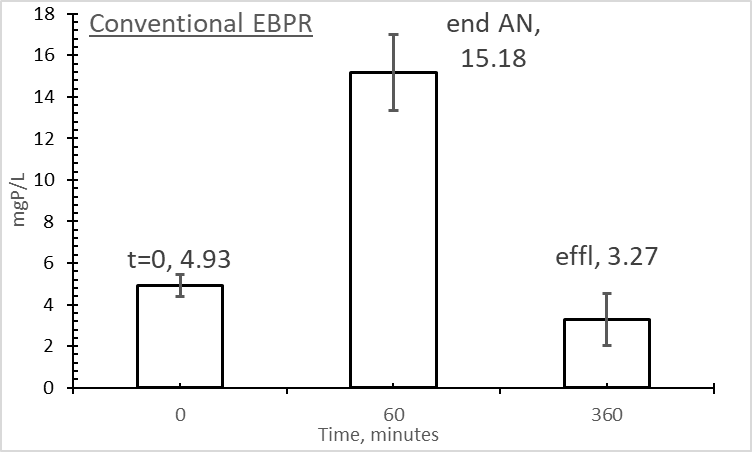 Conventional EBPR
mgP/L
18
16
14
12
10
8
6
4
2
0
t=0, 4.93
end AN,
15.18
effl, 3.27
0
60
360
Time, minutes